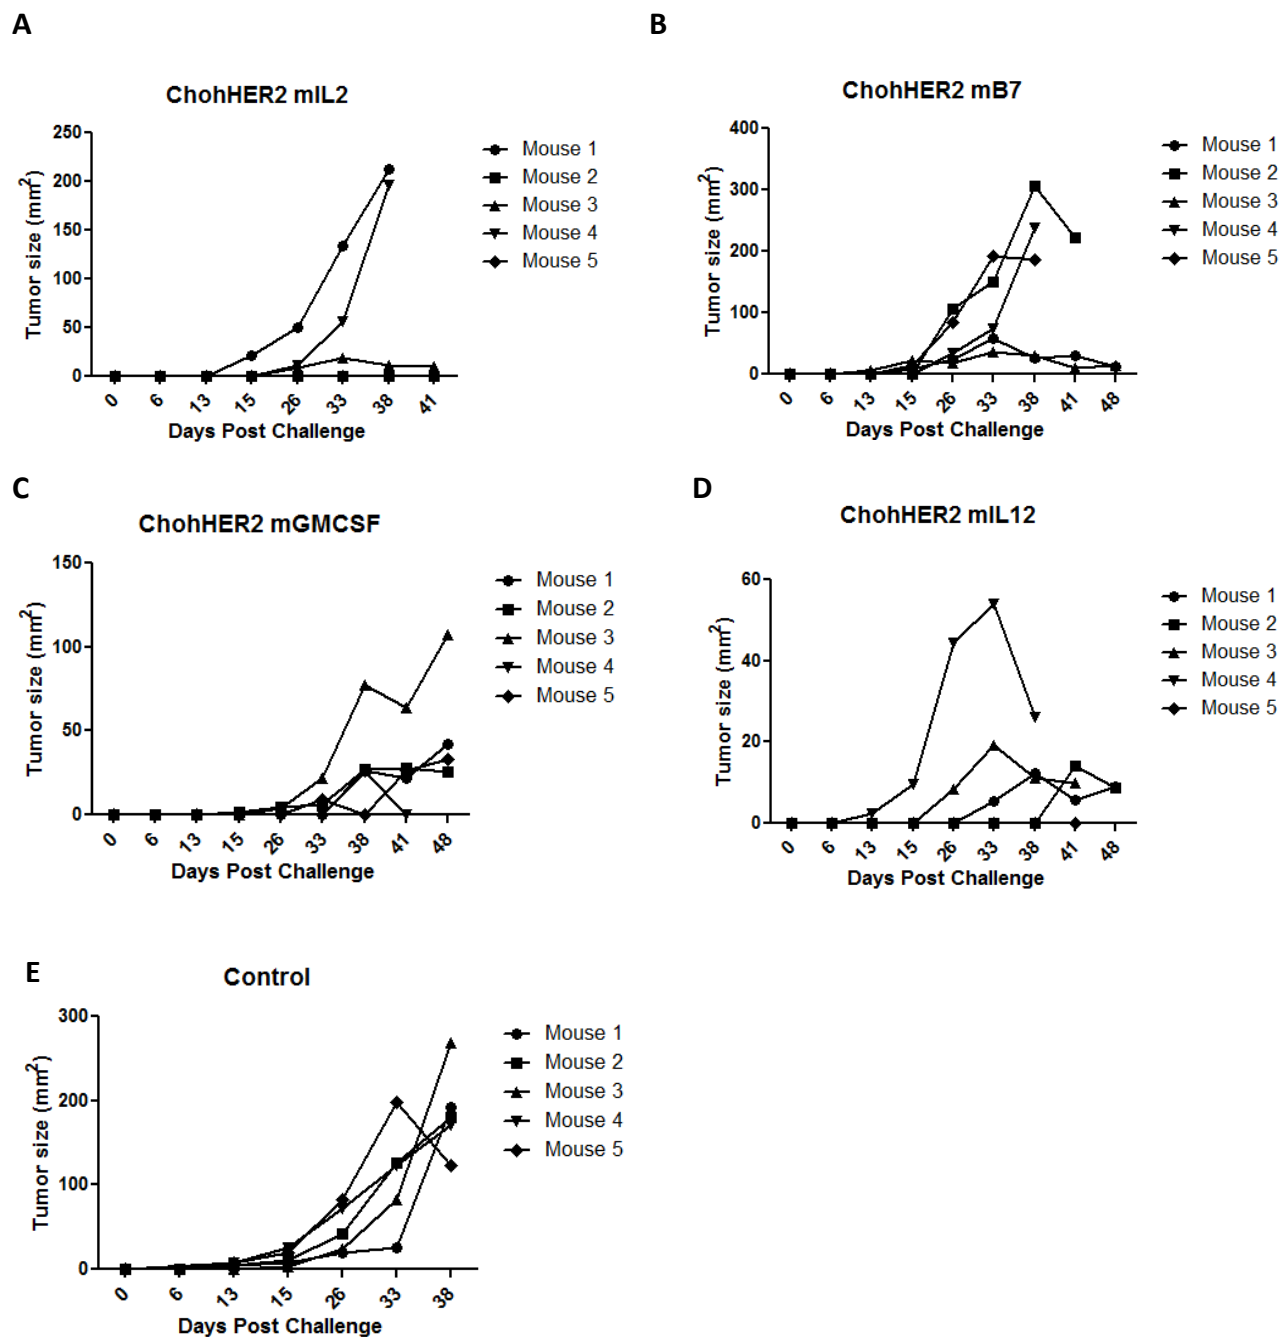 A
ChohHER2 mIL2
Tumor size (mm2)
250
200
150
100
50
0
0 6 13 15 26 33 38 41
Days Post Challenge
Mouse 1
Mouse 2
Mouse 3
Mouse 4
Mouse 5
B
ChohHER2 mB7
Tumor size (mm2)
400
300
200
100
0
0 6 13 15 26 33 38 41 48
Days Post Challenge
Mouse 1
Mouse 2
Mouse 3
Mouse 4
Mouse 5
C
ChohHER2 mGMCSF
Tumor size (mm2)
150
100
50
0
0 6 13 15 26 33 38 41 48
Days Post Challenge
Mouse 1
Mouse 2
Mouse 3
Mouse 4
Mouse 5
D
ChohHER2 mIL12
Tumor size (mm2)
60
40
20
0
0 6 13 15 26 33 38 41 48
Days Post Challenge
Mouse 1
Mouse 2
Mouse 3
Mouse 4
Mouse 5
E
Control
Tumor size (mm2)
300
200
100
0
0 6 13 15 26 33 38
Days Post Challenge
Mouse 1
Mouse 2
Mouse 3
Mouse 4
Mouse 5